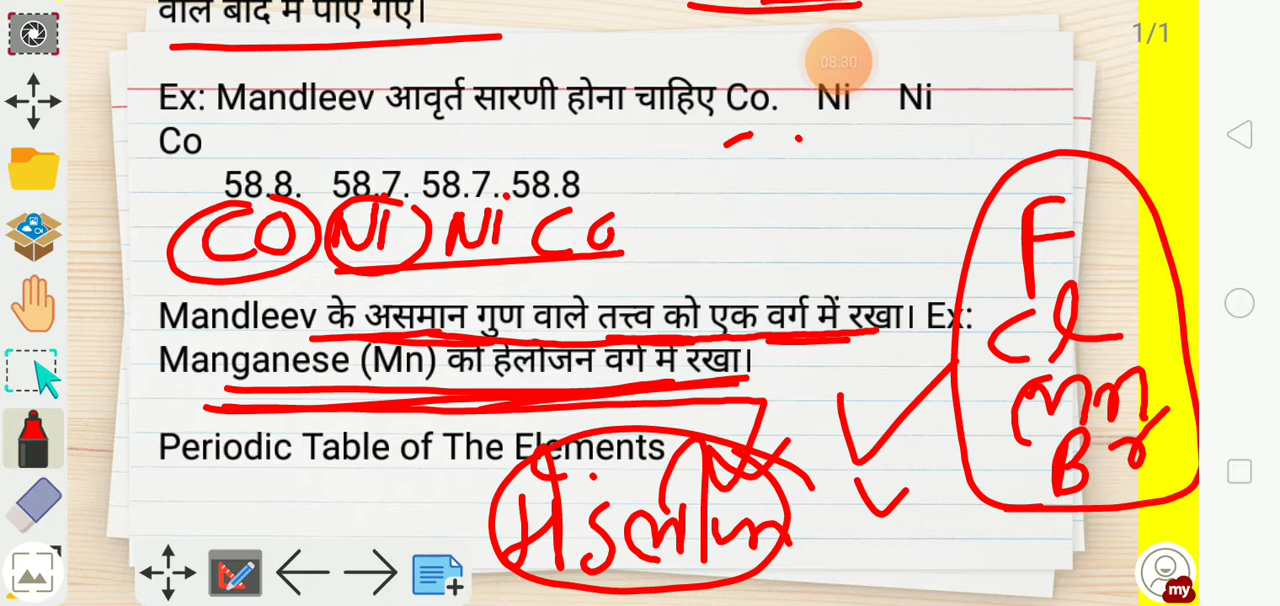 वाले बाद में पाए गए।
1/1
08:30
Ex: Mandleev आवृर्त सारणी होना चाहिए Co. Ni Ni
Co
58.8. 58.7. 58.7..58.8
CO Ni Ni Co
F
Cl
Mn
Br
Mandleev के असमान गुण वाले तत्त्व को एक वर्ग में रखा। Ex:
Manganese (Mn) को हेलोजन वर्ग में रखा।
Periodic Table of The Elements
my